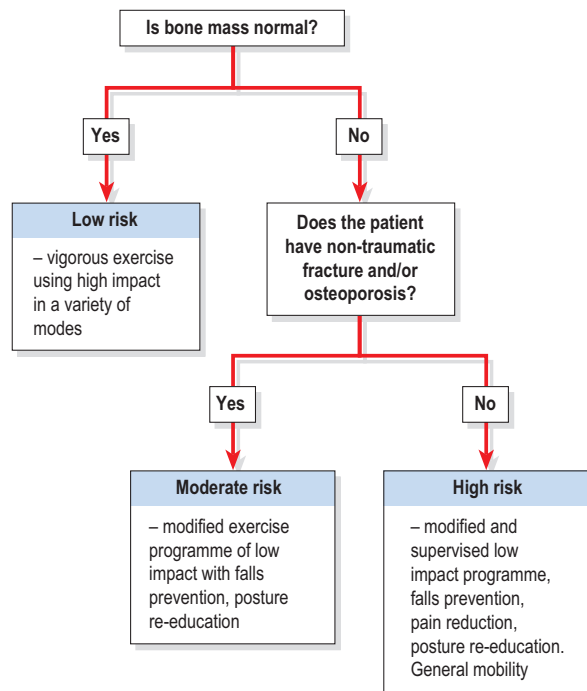 Is bone mass normal?
Yes
No
Low risk
– vigorous exercise
using high impact
in a variety of
modes
Does the patient
have non-traumatic
fracture and/or
osteoporosis?
Yes
No
Moderate risk
– modified exercise
programme of low
impact with falls
prevention, posture
re-education
High risk
– modified and
supervised low
impact programme,
falls prevention,
pain reduction,
posture re-education.
General mobility